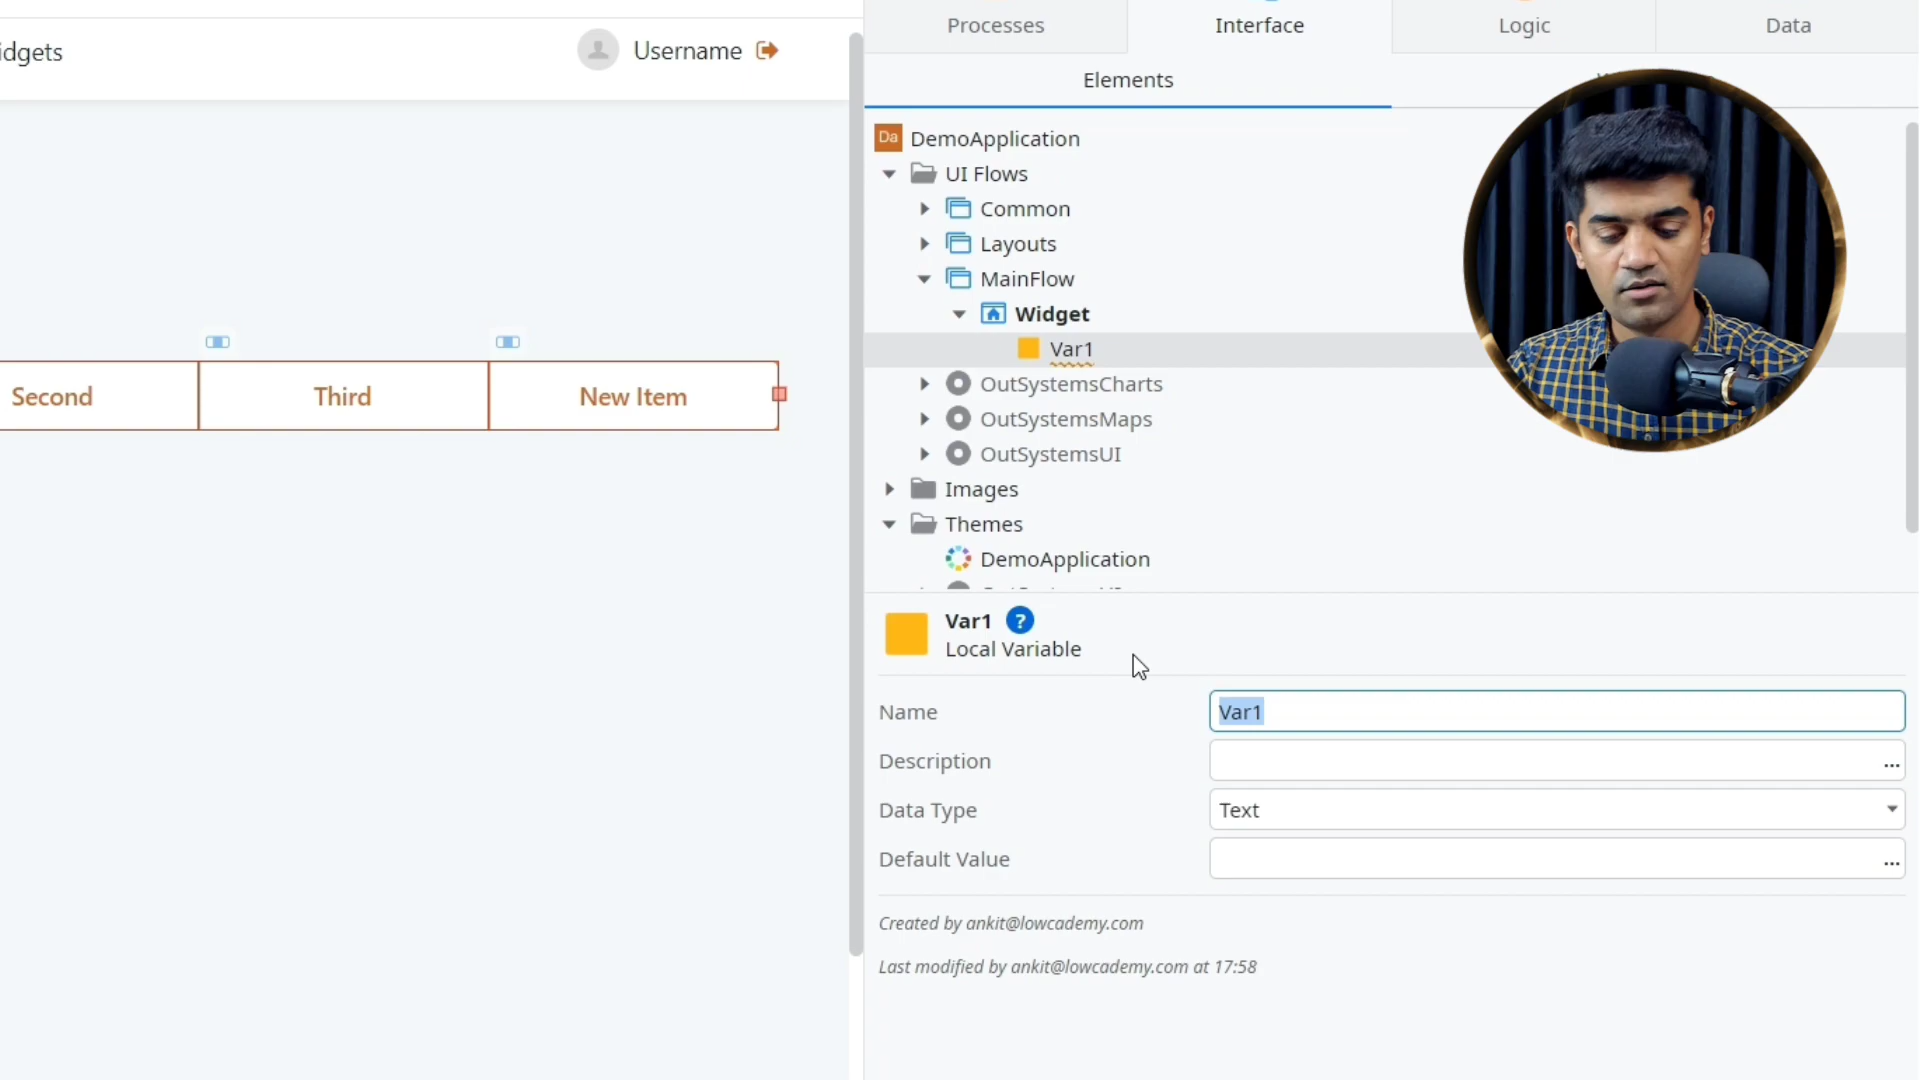 idgets
Username
Second
Third
New Item
Processes
Interface
Logic
Data
Elements
Da
DemoApplication
UI Flows
Common
Layouts
MainFlow
Widget
Var1
OutSystemsCharts
OutSystemsMaps
OutSystemsUI
Images
Themes
DemoApplication
Var1 ?
Local Variable
Name
Var1
Description
...
Data Type
Text
Default Value
...
Created by ankit@lowcademy.com
Last modified by ankit@lowcademy.com at 17:58